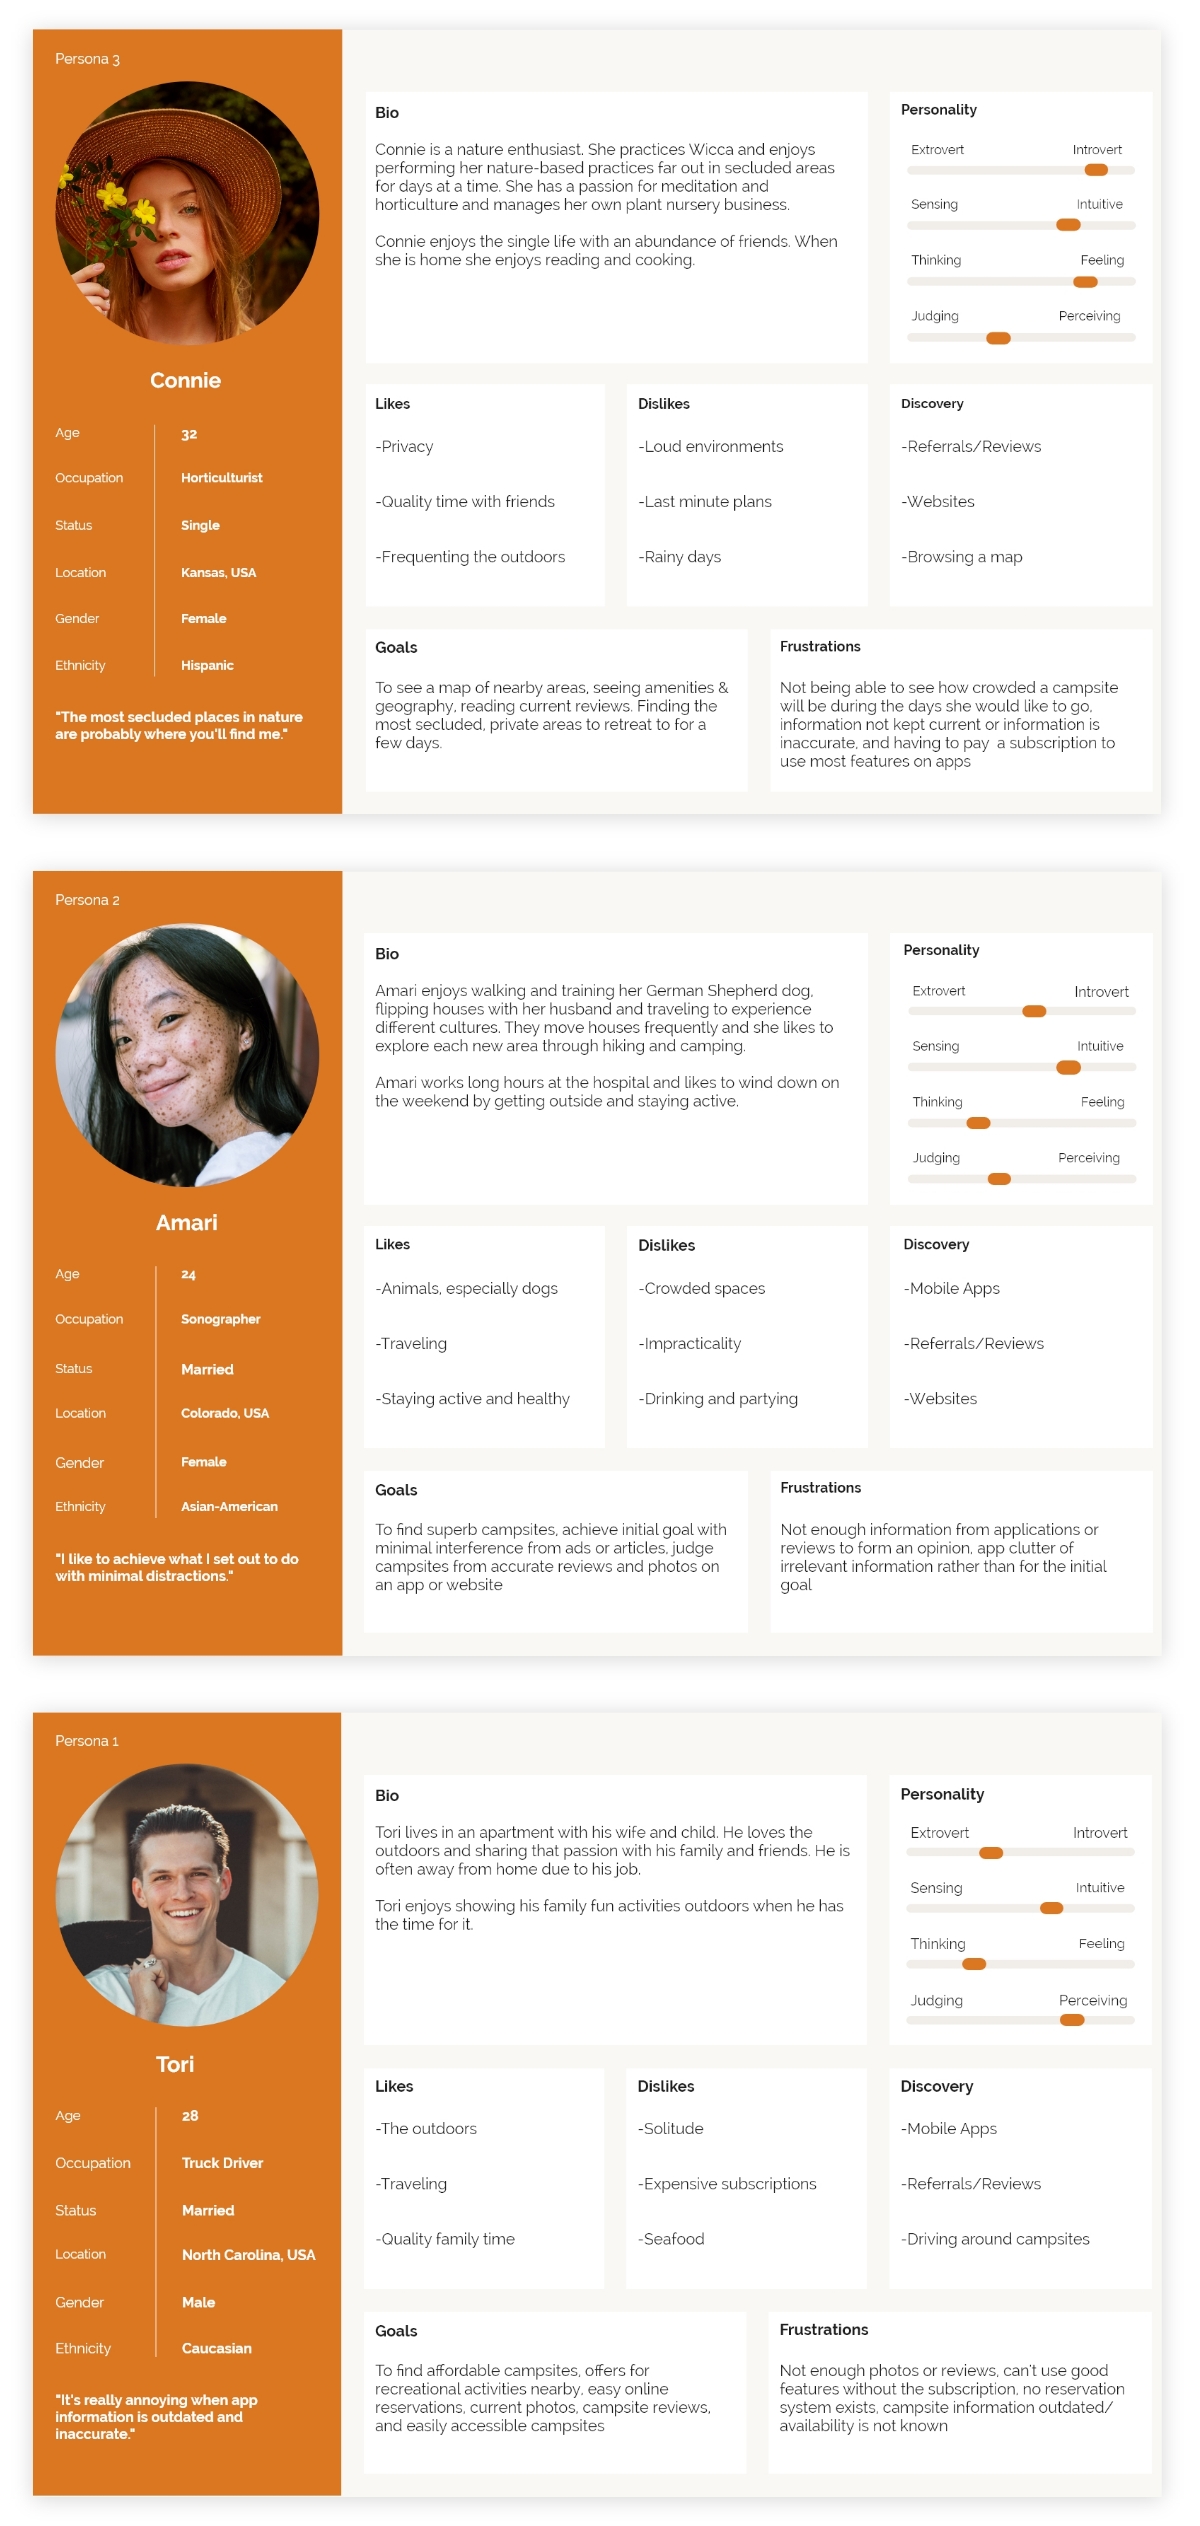 Persona 3
Connie
Age 32
Occupation Horticulturist
Status Single
Location Kansas, USA
Gender Female
Ethnicity Hispanic
"The most secluded places in nature
are probably where you'll find me."
Bio
Connie is a nature enthusiast. She practices Wicca and enjoys
performing her nature-based practices far out in secluded areas
for days at a time. She has a passion for meditation and
horticulture and manages her own plant nursery business.
Connie enjoys the single life with an abundance of friends. When
she is home she enjoys reading and cooking.
Personality
Extrovert Introvert
Sensing Intuitive
Thinking Feeling
Judging Perceiving
Likes
-Privacy
-Quality time with friends
-Frequenting the outdoors
Dislikes
-Loud environments
-Last minute plans
-Rainy days
Discovery
-Referrals/Reviews
-Websites
-Browsing a map
Goals
To see a map of nearby areas, seeing amenities &
geography, reading current reviews. Finding the
most secluded, private areas to retreat to for a
few days.
Frustrations
Not being able to see how crowded a campsite
will be during the days she would like to go,
information not kept current or information is
inaccurate, and having to pay  a subscription to
use most features on apps
Persona 2
Amari
Age 24
Occupation Sonographer
Status Married
Location Colorado, USA
Gender Female
Ethnicity Asian-American
"I like to achieve what I set out to do
with minimal distractions."
Bio
Amari enjoys walking and training her German Shepherd dog,
flipping houses with her husband and traveling to experience
different cultures. They move houses frequently and she likes to
explore each new area through hiking and camping.
Amari works long hours at the hospital and likes to wind down on
the weekend by getting outside and staying active.
Personality
Extrovert Introvert
Sensing Intuitive
Thinking Feeling
Judging Perceiving
Likes
-Animals, especially dogs
-Traveling
-Staying active and healthy
Dislikes
-Crowded spaces
-Impracticality
-Drinking and partying
Discovery
-Mobile Apps
-Referrals/Reviews
-Websites
Goals
To find superb campsites, achieve initial goal with
minimal interference from ads or articles, judge
campsites from accurate reviews and photos on
an app or website
Frustrations
Not enough information from applications or
reviews to form an opinion, app clutter of
irrelevant information rather than for the initial
goal
Persona 1
Tori
Age 28
Occupation Truck Driver
Status Married
Location North Carolina, USA
Gender Male
Ethnicity Caucasian
"It's really annoying when app
information is outdated and
inaccurate."
Bio
Tori lives in an apartment with his wife and child. He loves the
outdoors and sharing that passion with his family and friends. He is
often away from home due to his job.
Tori enjoys showing his family fun activities outdoors when he has
the time for it.
Personality
Extrovert Introvert
Sensing Intuitive
Thinking Feeling
Judging Perceiving
Likes
-The outdoors
-Traveling
-Quality family time
Dislikes
-Solitude
-Expensive subscriptions
-Seafood
Discovery
-Mobile Apps
-Referrals/Reviews
-Driving around campsites
Goals
To find affordable campsites, offers for
recreational activities nearby, easy online
reservations, current photos, campsite reviews,
and easily accessible campsites
Frustrations
Not enough photos or reviews, can't use good
features without the subscription, no reservation
system exists, campsite information outdated/
availability is not known